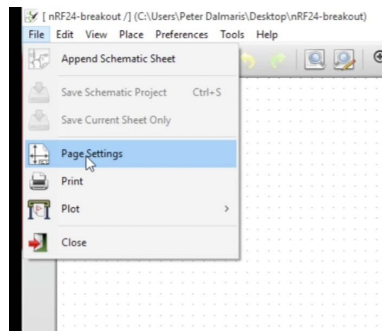 [ nRF24-breakout /] (C:\Users\Peter Dalmaris\Desktop\nRF24-breakout)
File Edit View Place Preferences Tools Help
Append Schematic Sheet
Save Schematic Project Ctrl+S
Save Current Sheet Only
Page Settings
Print
Plot >
Close